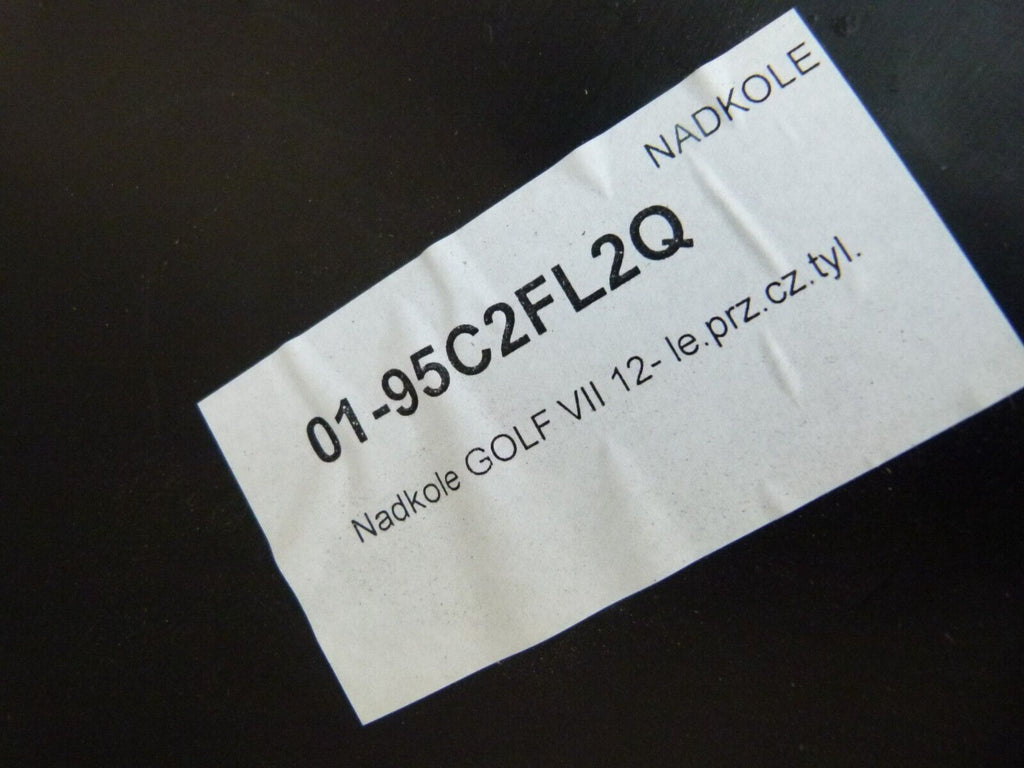 NADKOLE
01-95C2FL2Q
Nadkole GOLF VII 12- le.prz.cz.tyl.